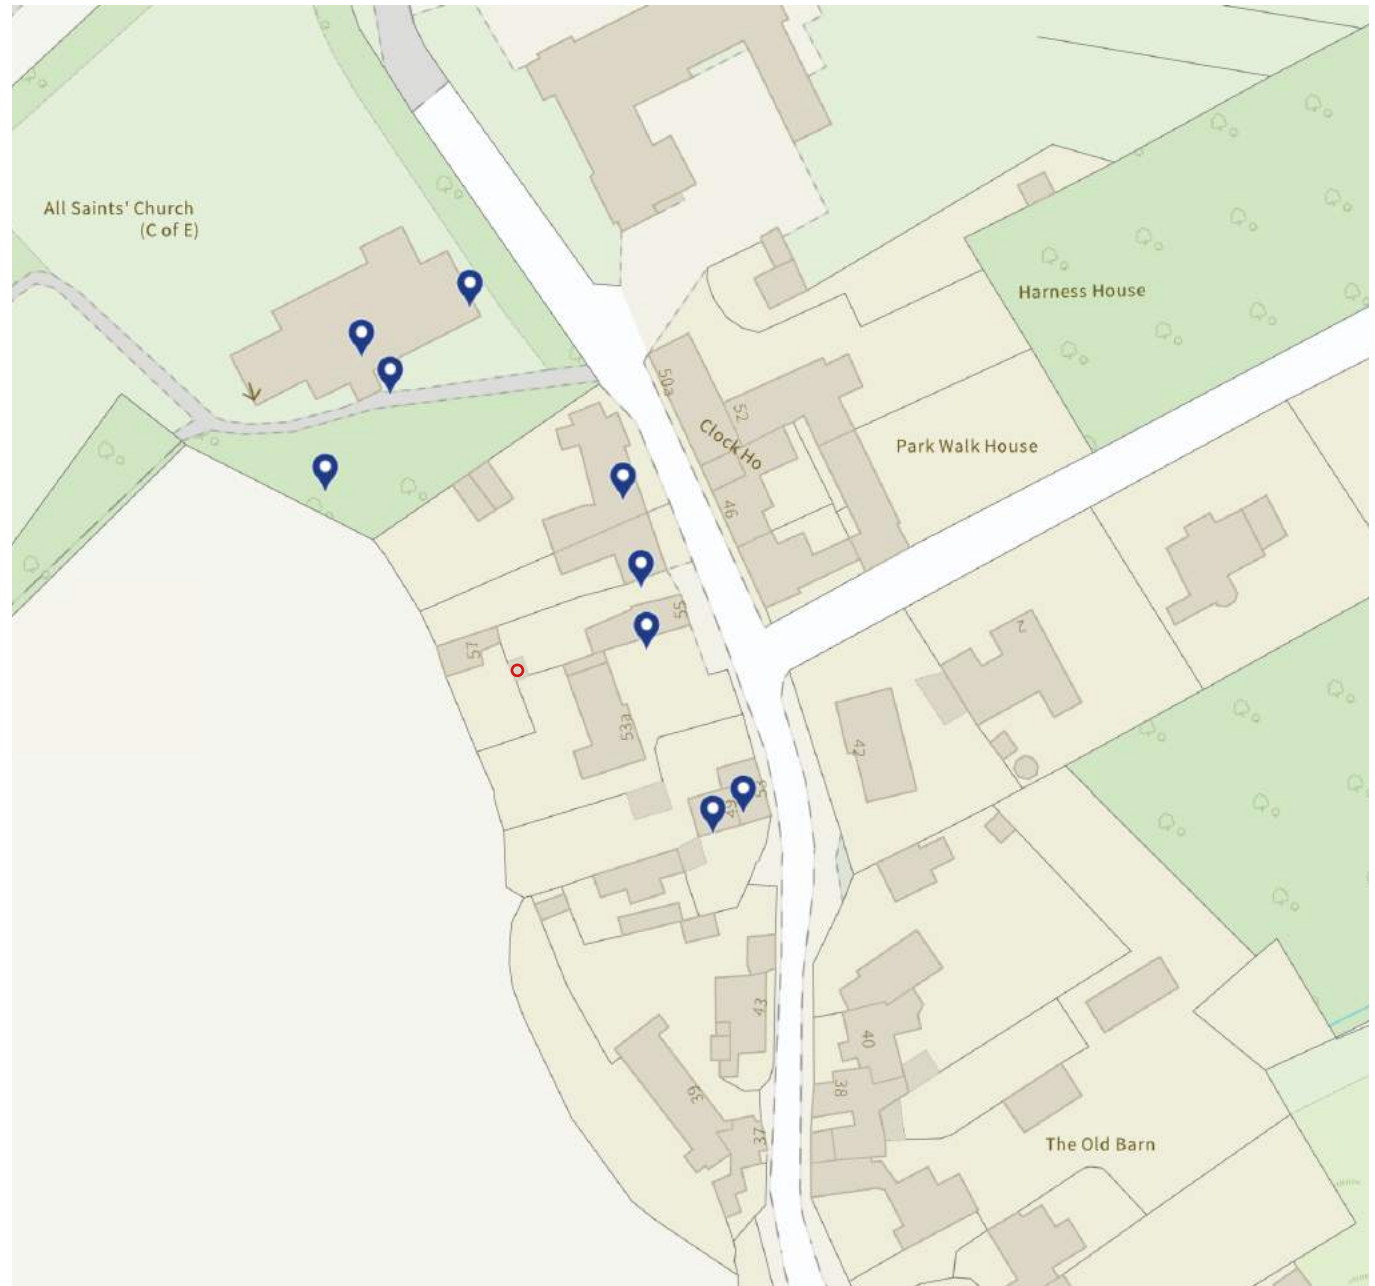 All Saints' Church
(C of E)
Harness House
50a
52
Clock Ho
Park Walk House
46
55
57
2
53a
42
53
49
43
40
39
38
37
The Old Barn